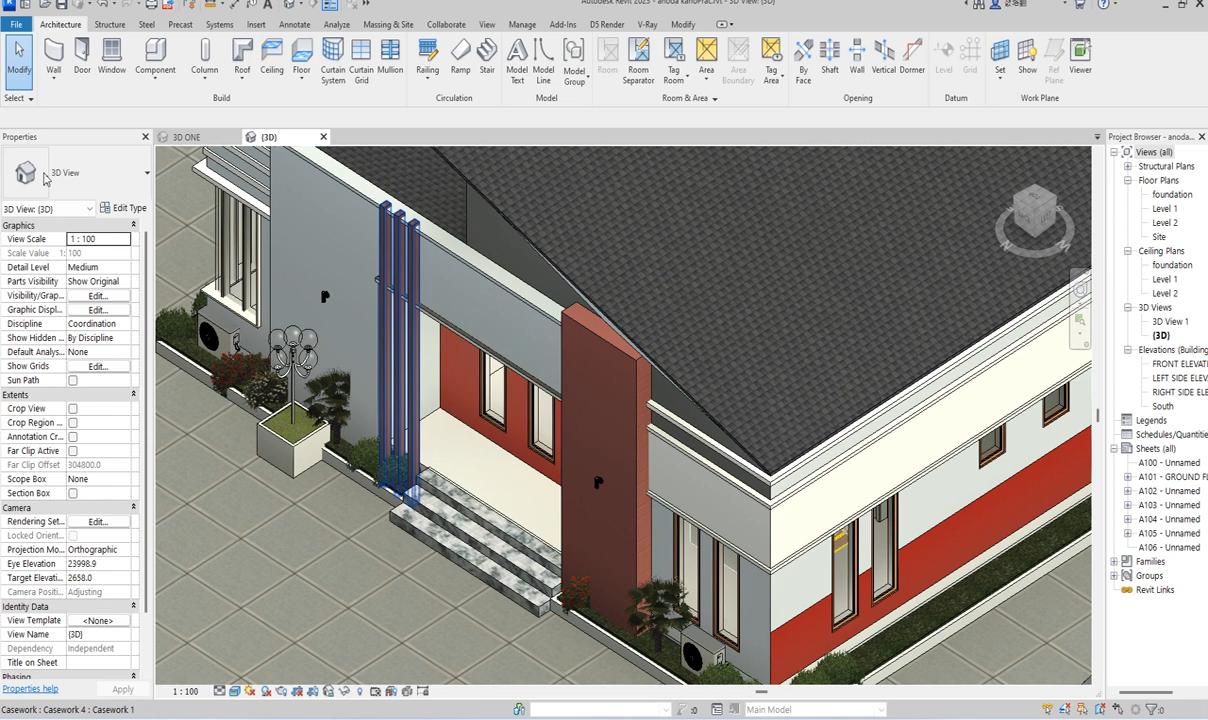 anoda kanoPrac.rvt - 3D View: {3D}
File Architecture Structure Steel Precast Systems Insert Annotate Analyze Massing & Site Collaborate View Manage Add-Ins D5 Render V-Ray Modify
Modify Wall Door Window Component Column Roof Ceiling Floor Curtain System Curtain Grid Mullion Railing Ramp Stair Model Text Model Line Model Group Room Room Separator Tag Room Area Area Boundary Tag Area By Face Shaft Wall Vertical Dormer Level Grid Set Show Ref Plane Viewer
Select Build Circulation Model Room & Area Opening Datum Work Plane
Properties
3D ONE
{3D}
Project Browser - anoda...
3D View
3D View: {3D} Edit Type
Graphics
View Scale 1 : 100
Scale Value 1: 100
Detail Level Medium
Parts Visibility Show Original
Visibility/Grap... Edit...
Graphic Displ... Edit...
Discipline Coordination
Show Hidden ... By Discipline
Default Analys... None
Show Grids Edit...
Sun Path
Extents
Crop View
Crop Region ...
Annotation Cr...
Far Clip Active
Far Clip Offset 304800.0
Scope Box None
Section Box
Camera
Rendering Set... Edit...
Locked Orient...
Projection Mo... Orthographic
Eye Elevation 23998.9
Target Elevati... 2658.0
Camera Positi... Adjusting
Identity Data
View Template <None>
View Name {3D}
Dependency Independent
Title on Sheet
Phasing
Properties help Apply
Views (all)
Structural Plans
Floor Plans
foundation
Level 1
Level 2
Site
Ceiling Plans
foundation
Level 1
Level 2
3D Views
3D View 1
{3D}
Elevations (Building
FRONT ELEVA
LEFT SIDE ELEV
South
Legends
Schedules/Quantitie
Sheets (all)
A100 - Unnamed
A101 - GROUND FL
A102 - Unnamed
A103 - Unnamed
A104 - Unnamed
A105 - Unnamed
A106 - Unnamed
Families
Groups
Revit Links
1 : 100
Casework : Casework 4 : Casework 1
:0
Main Model
:0